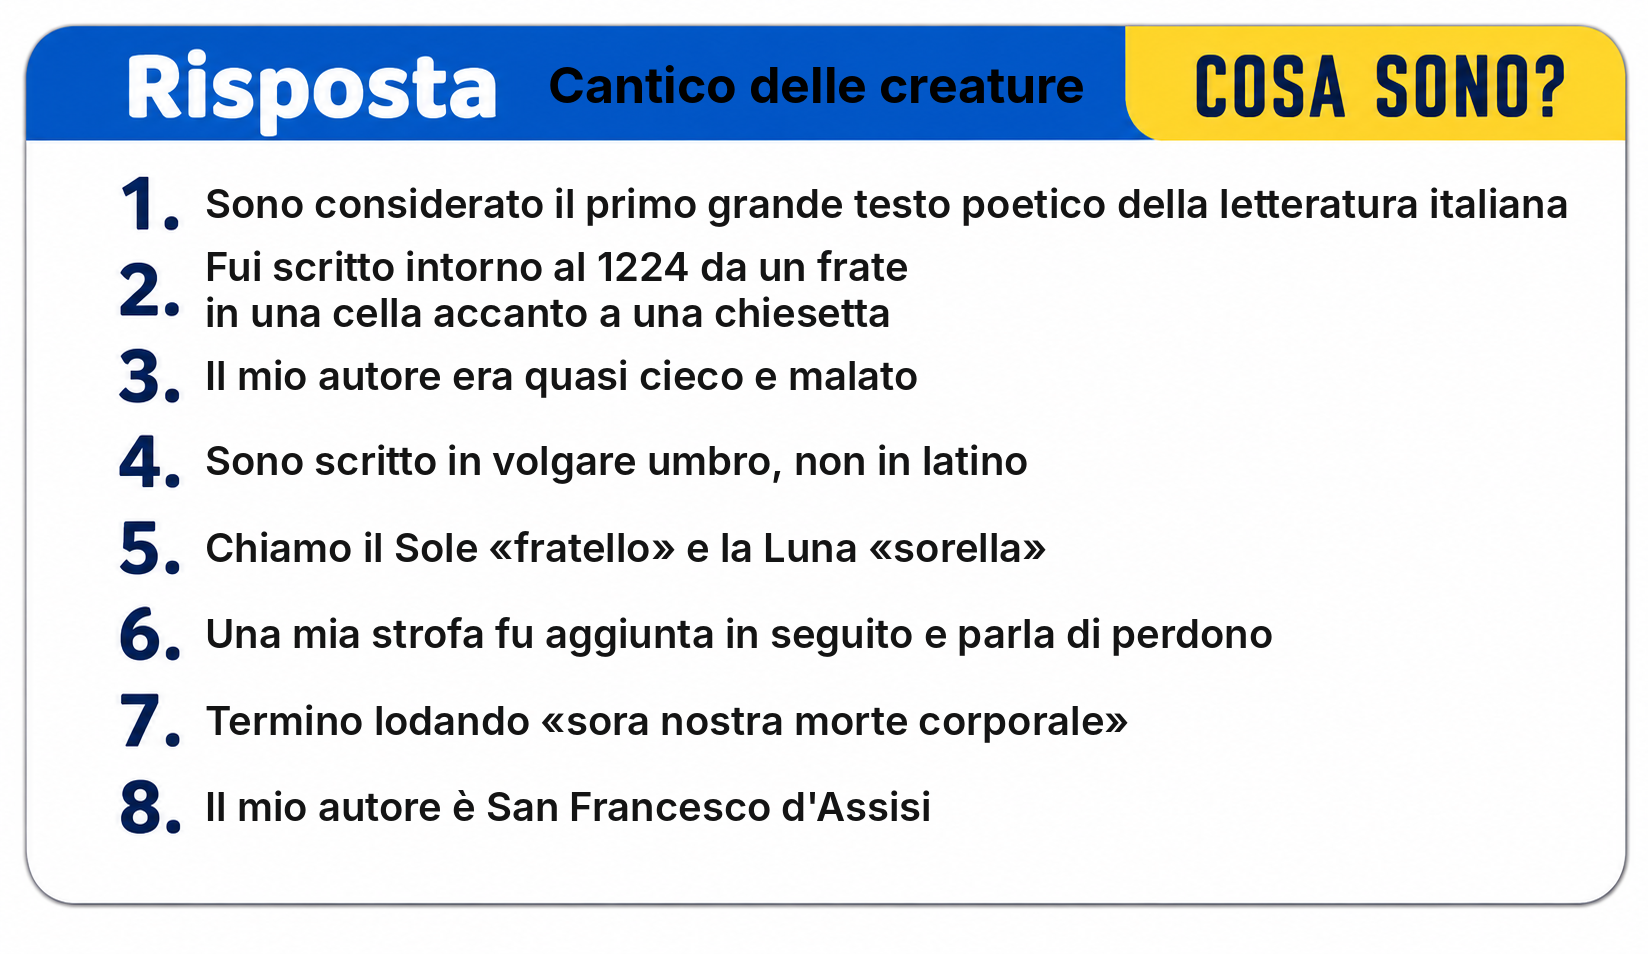 Risposta Cantico delle creature COSA SONO?
1. Sono considerato il primo grande testo poetico della letteratura italiana
2. Fui scritto intorno al 1224 da un frate
in una cella accanto a una chiesetta
3. Il mio autore era quasi cieco e malato
4. Sono scritto in volgare umbro, non in latino
5. Chiamo il Sole «fratello» e la Luna «sorella»
6. Una mia strofa fu aggiunta in seguito e parla di perdono
7. Termino lodando «sora nostra morte corporale»
8. Il mio autore è San Francesco d'Assisi